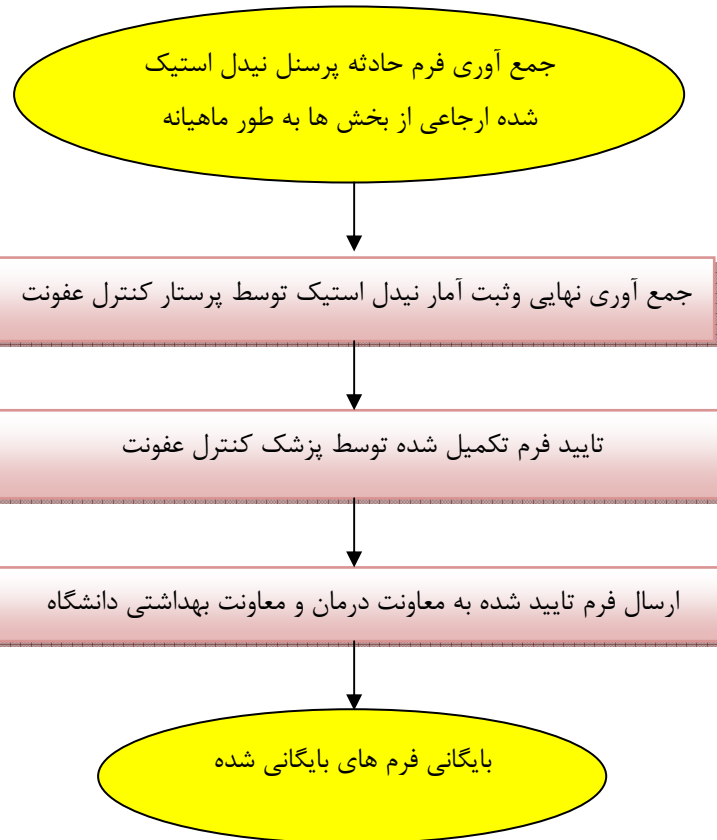 جمع آوری فرم حادثه پرسنل نیدل استیک
شده ارجاعی از بخش ها به طور ماهیانه
جمع آوری نهایی وثبت آمار نیدل استیک توسط پرستار کنترل عفونت
تایید فرم تکمیل شده توسط پزشک کنترل عفونت
ارسال فرم تایید شده به معاونت درمان و معاونت بهداشتی دانشگاه
بایگانی فرم های بایگانی شده